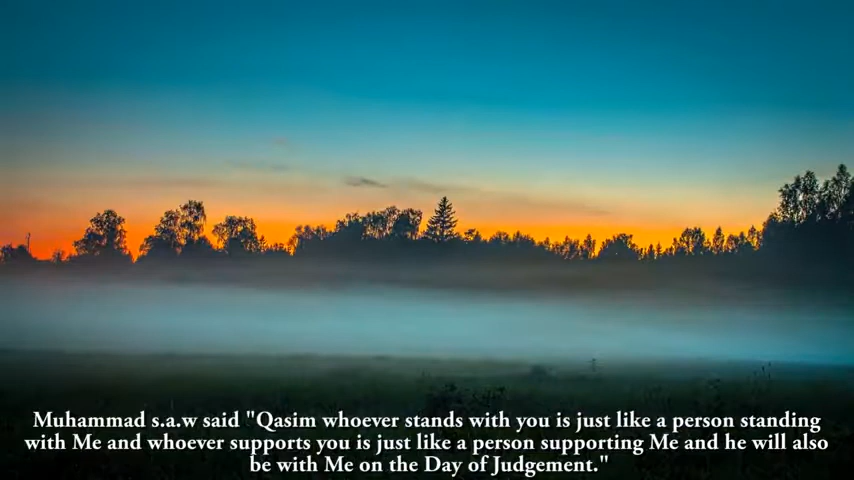 Muhammad s.a.w said "Qasim whoever stands with you is just like a person standing
with Me and whoever supports you is just like a person supporting Me and he will also
be with Me on the Day of Judgement."